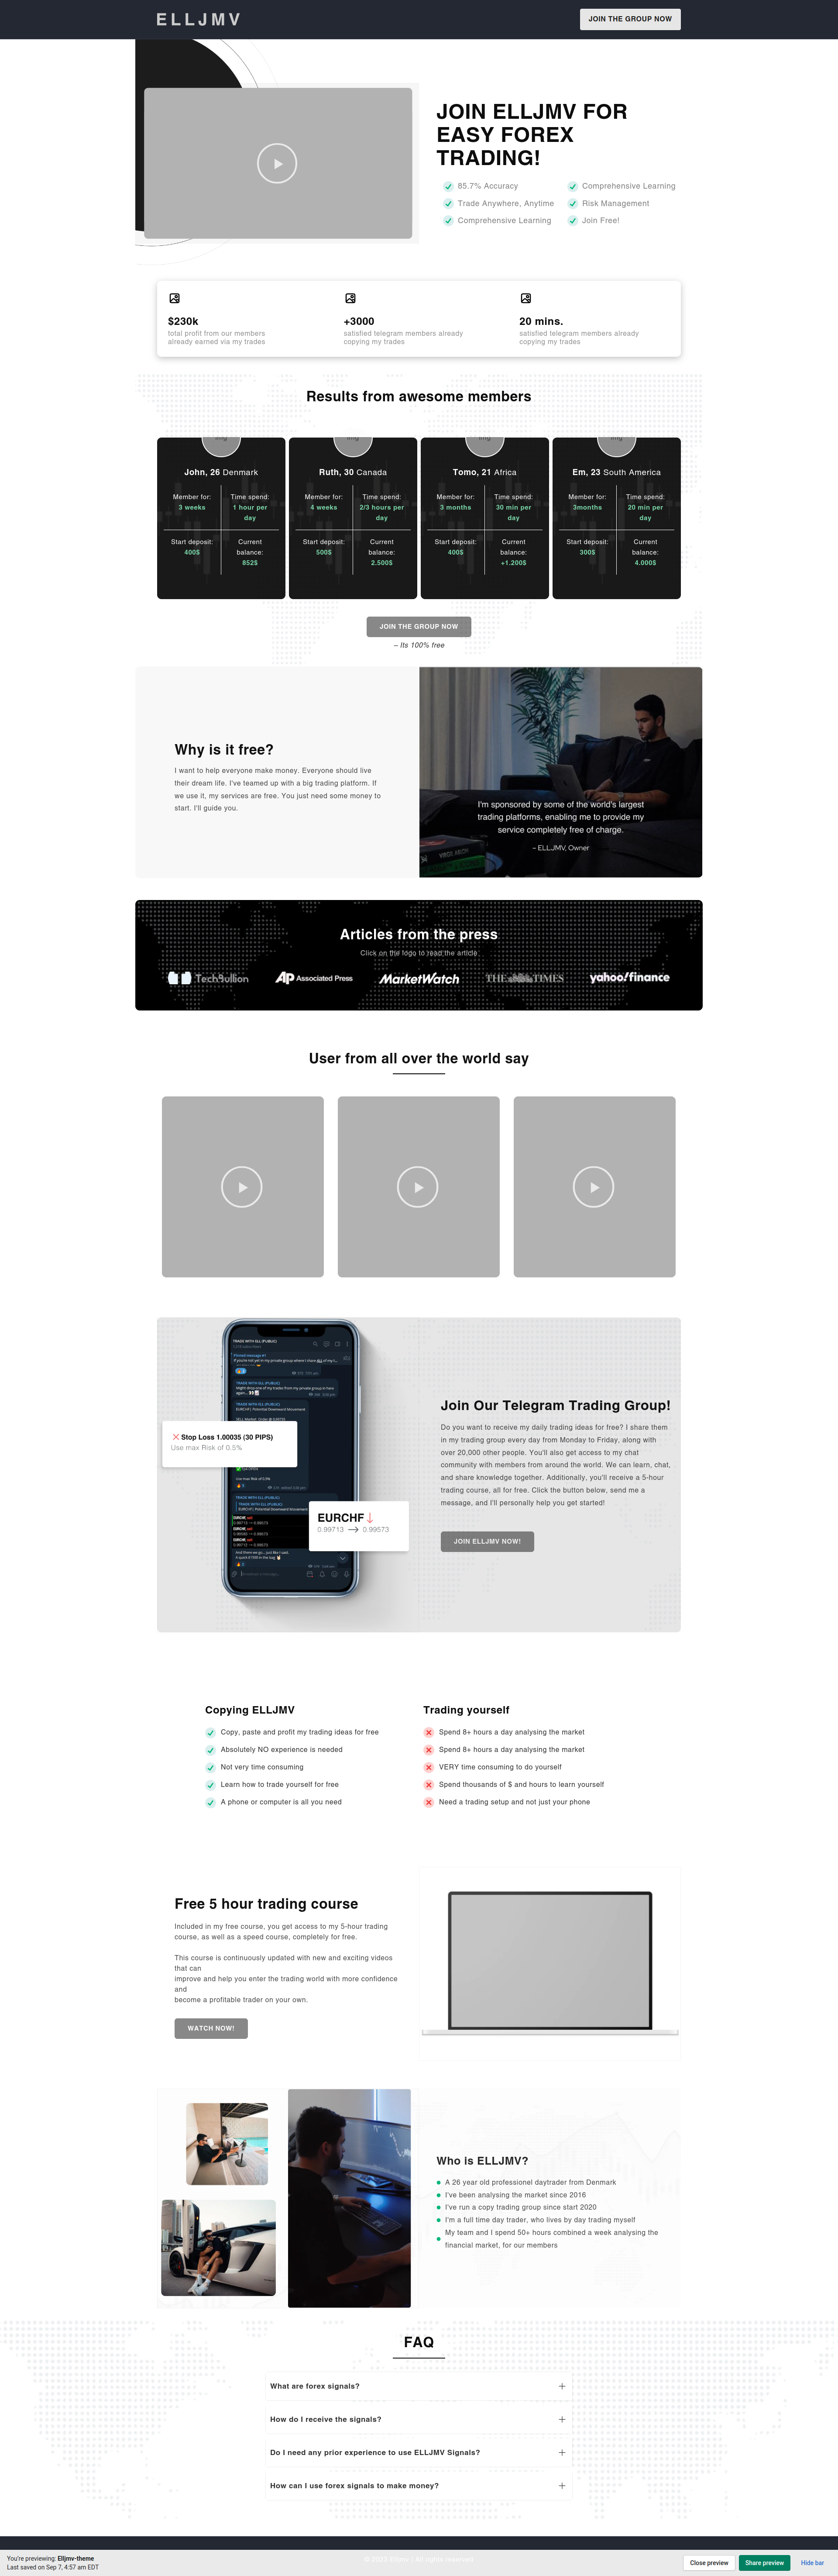 ELLJMV
JOIN THE GROUP NOW
JOIN ELLJMV FOR
EASY FOREX
TRADING!
85.7% Accuracy
Comprehensive Learning
Trade Anywhere, Anytime
Risk Management
Comprehensive Learning
Join Free!
$230k
total profit from our members
already earned via my trades
+3000
satisfied telegram members already
copying my trades
20 mins.
satisfied telegram members already
copying my trades
Results from awesome members
John, 26 Denmark
Member for:
3 weeks
Time spend:
1 hour per
day
Start deposit:
400$
Current
balance:
852$
Ruth, 30 Canada
Member for:
4 weeks
Time spend:
2/3 hours per
day
Start deposit:
500$
Current
balance:
2.500$
Tomo, 21 Africa
Member for:
3 months
Time spend:
30 min per
day
Start deposit:
400$
Current
balance:
+1.200$
Em, 23 South America
Member for:
3months
Time spend:
20 min per
day
Start deposit:
300$
Current
balance:
4.000$
JOIN THE GROUP NOW
– Its 100% free
Why is it free?
I want to help everyone make money. Everyone should live
their dream life. I've teamed up with a big trading platform. If
we use it, my services are free. You just need some money to
start. I'll guide you.
I'm sponsored by some of the world's largest
trading platforms, enabling me to provide my
service completely free of charge.
– ELLJMV, Owner
Articles from the press
Click on the logo to read the article
TechBullion
AP Associated Press
MarketWatch
THE TIMES
yahoo!finance
User from all over the world say
TRADE WITH ELL (PUBLIC)
Stop Loss 1.00035 (30 PIPS)
Use max Risk of 0.5%
EURCHF
0.99713 → 0.99573
Join Our Telegram Trading Group!
Do you want to receive my daily trading ideas for free? I share them
in my trading group every day from Monday to Friday, along with
over 20,000 other people. You'll also get access to my chat
community with members from around the world. We can learn, chat,
and share knowledge together. Additionally, you'll receive a 5-hour
trading course, all for free. Click the button below, send me a
message, and I'll personally help you get started!
JOIN ELLJMV NOW!
Copying ELLJMV
Copy, paste and profit my trading ideas for free
Absolutely NO experience is needed
Not very time consuming
Learn how to trade yourself for free
A phone or computer is all you need
Trading yourself
Spend 8+ hours a day analysing the market
Spend 8+ hours a day analysing the market
VERY time consuming to do yourself
Spend thousands of $ and hours to learn yourself
Need a trading setup and not just your phone
Free 5 hour trading course
Included in my free course, you get access to my 5-hour trading
course, as well as a speed course, completely for free.
This course is continuously updated with new and exciting videos
that can
improve and help you enter the trading world with more confidence
and
become a profitable trader on your own.
WATCH NOW!
Who is ELLJMV?
A 26 year old professionel daytrader from Denmark
I've been analysing the market since 2016
I've run a copy trading group since start 2020
I'm a full time day trader, who lives by day trading myself
My team and I spend 50+ hours combined a week analysing the
financial market, for our members
FAQ
What are forex signals?
How do I receive the signals?
Do I need any prior experience to use ELLJMV Signals?
How can I use forex signals to make money?
You're previewing: Elljmv-theme
Last saved on Sep 7, 4:57 am EDT
Close preview
Share preview
Hide bar